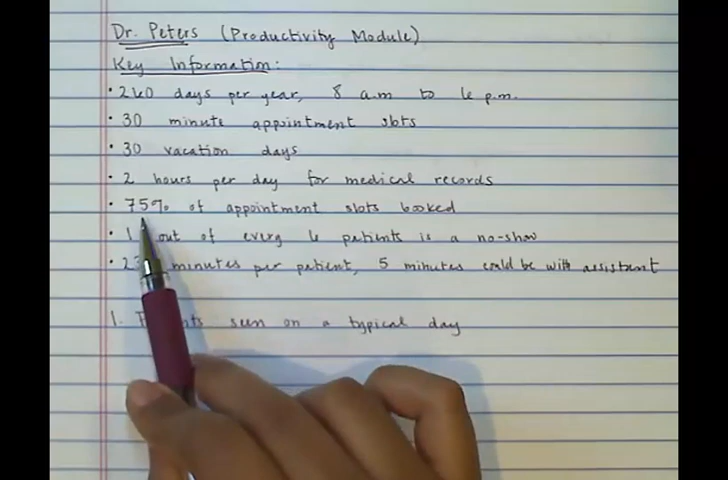 Dr. Peters (Productivity Module)
Key Information:
• 240 days per year, 8 a.m to 4 p.m.
• 30 minute appointment slots
• 30 vacation days
• 2 hours per day for medical records
• 75% of appointment slots booked
• 1 out of every 4 patients is a no-show
• minutes per patient, 5 minutes could be with assistant
1. seen on a typical day